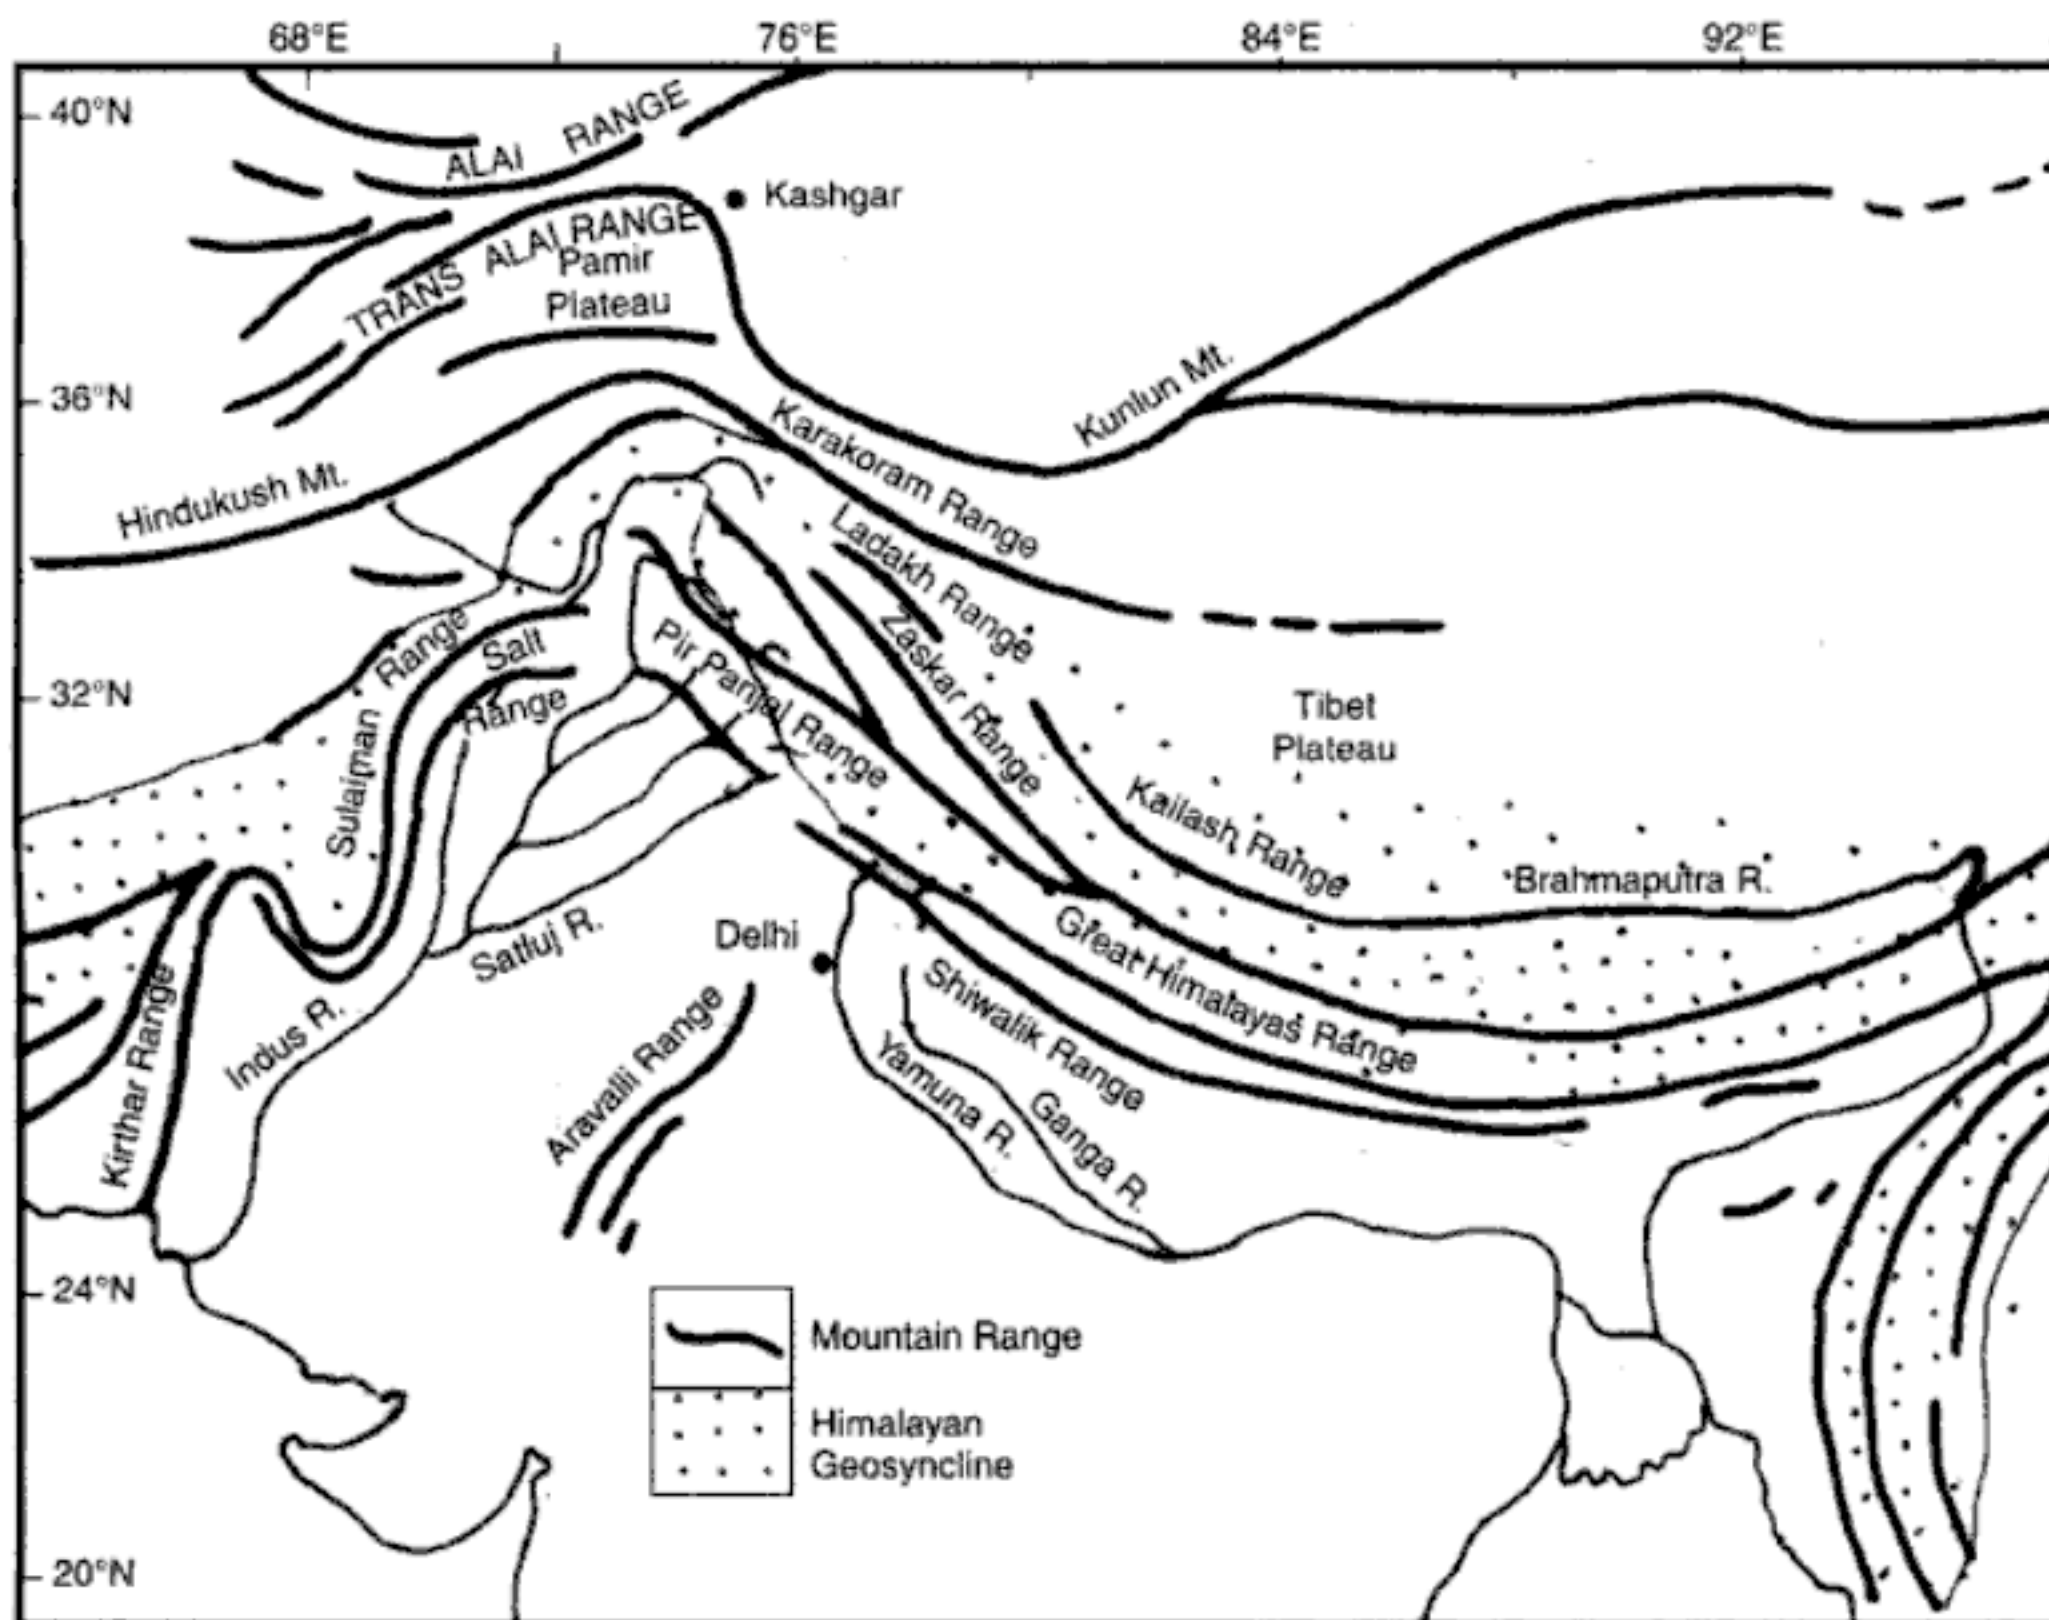 68°E
76°E
84°E
92°E
40°N
ALAI RANGE
Kashgar
TRANS ALAI RANGE
Pamir
Plateau
36°N
Kunlun Mt.
Karakoram Range
Hindukush Mt.
Ladakh Range
Zaskar Range
Sulaiman Range
Salt
Range
Pir Panjal Range
32°N
Tibet
Plateau
Kailash Range
Brahmaputra R.
Satluj R.
Delhi
Great Himalayas Range
Shiwalik Range
Kirthar Range
Indus R.
Aravalli Range
Yamuna R.
Ganga R.
24°N
Mountain Range
Himalayan
Geosyncline
20°N